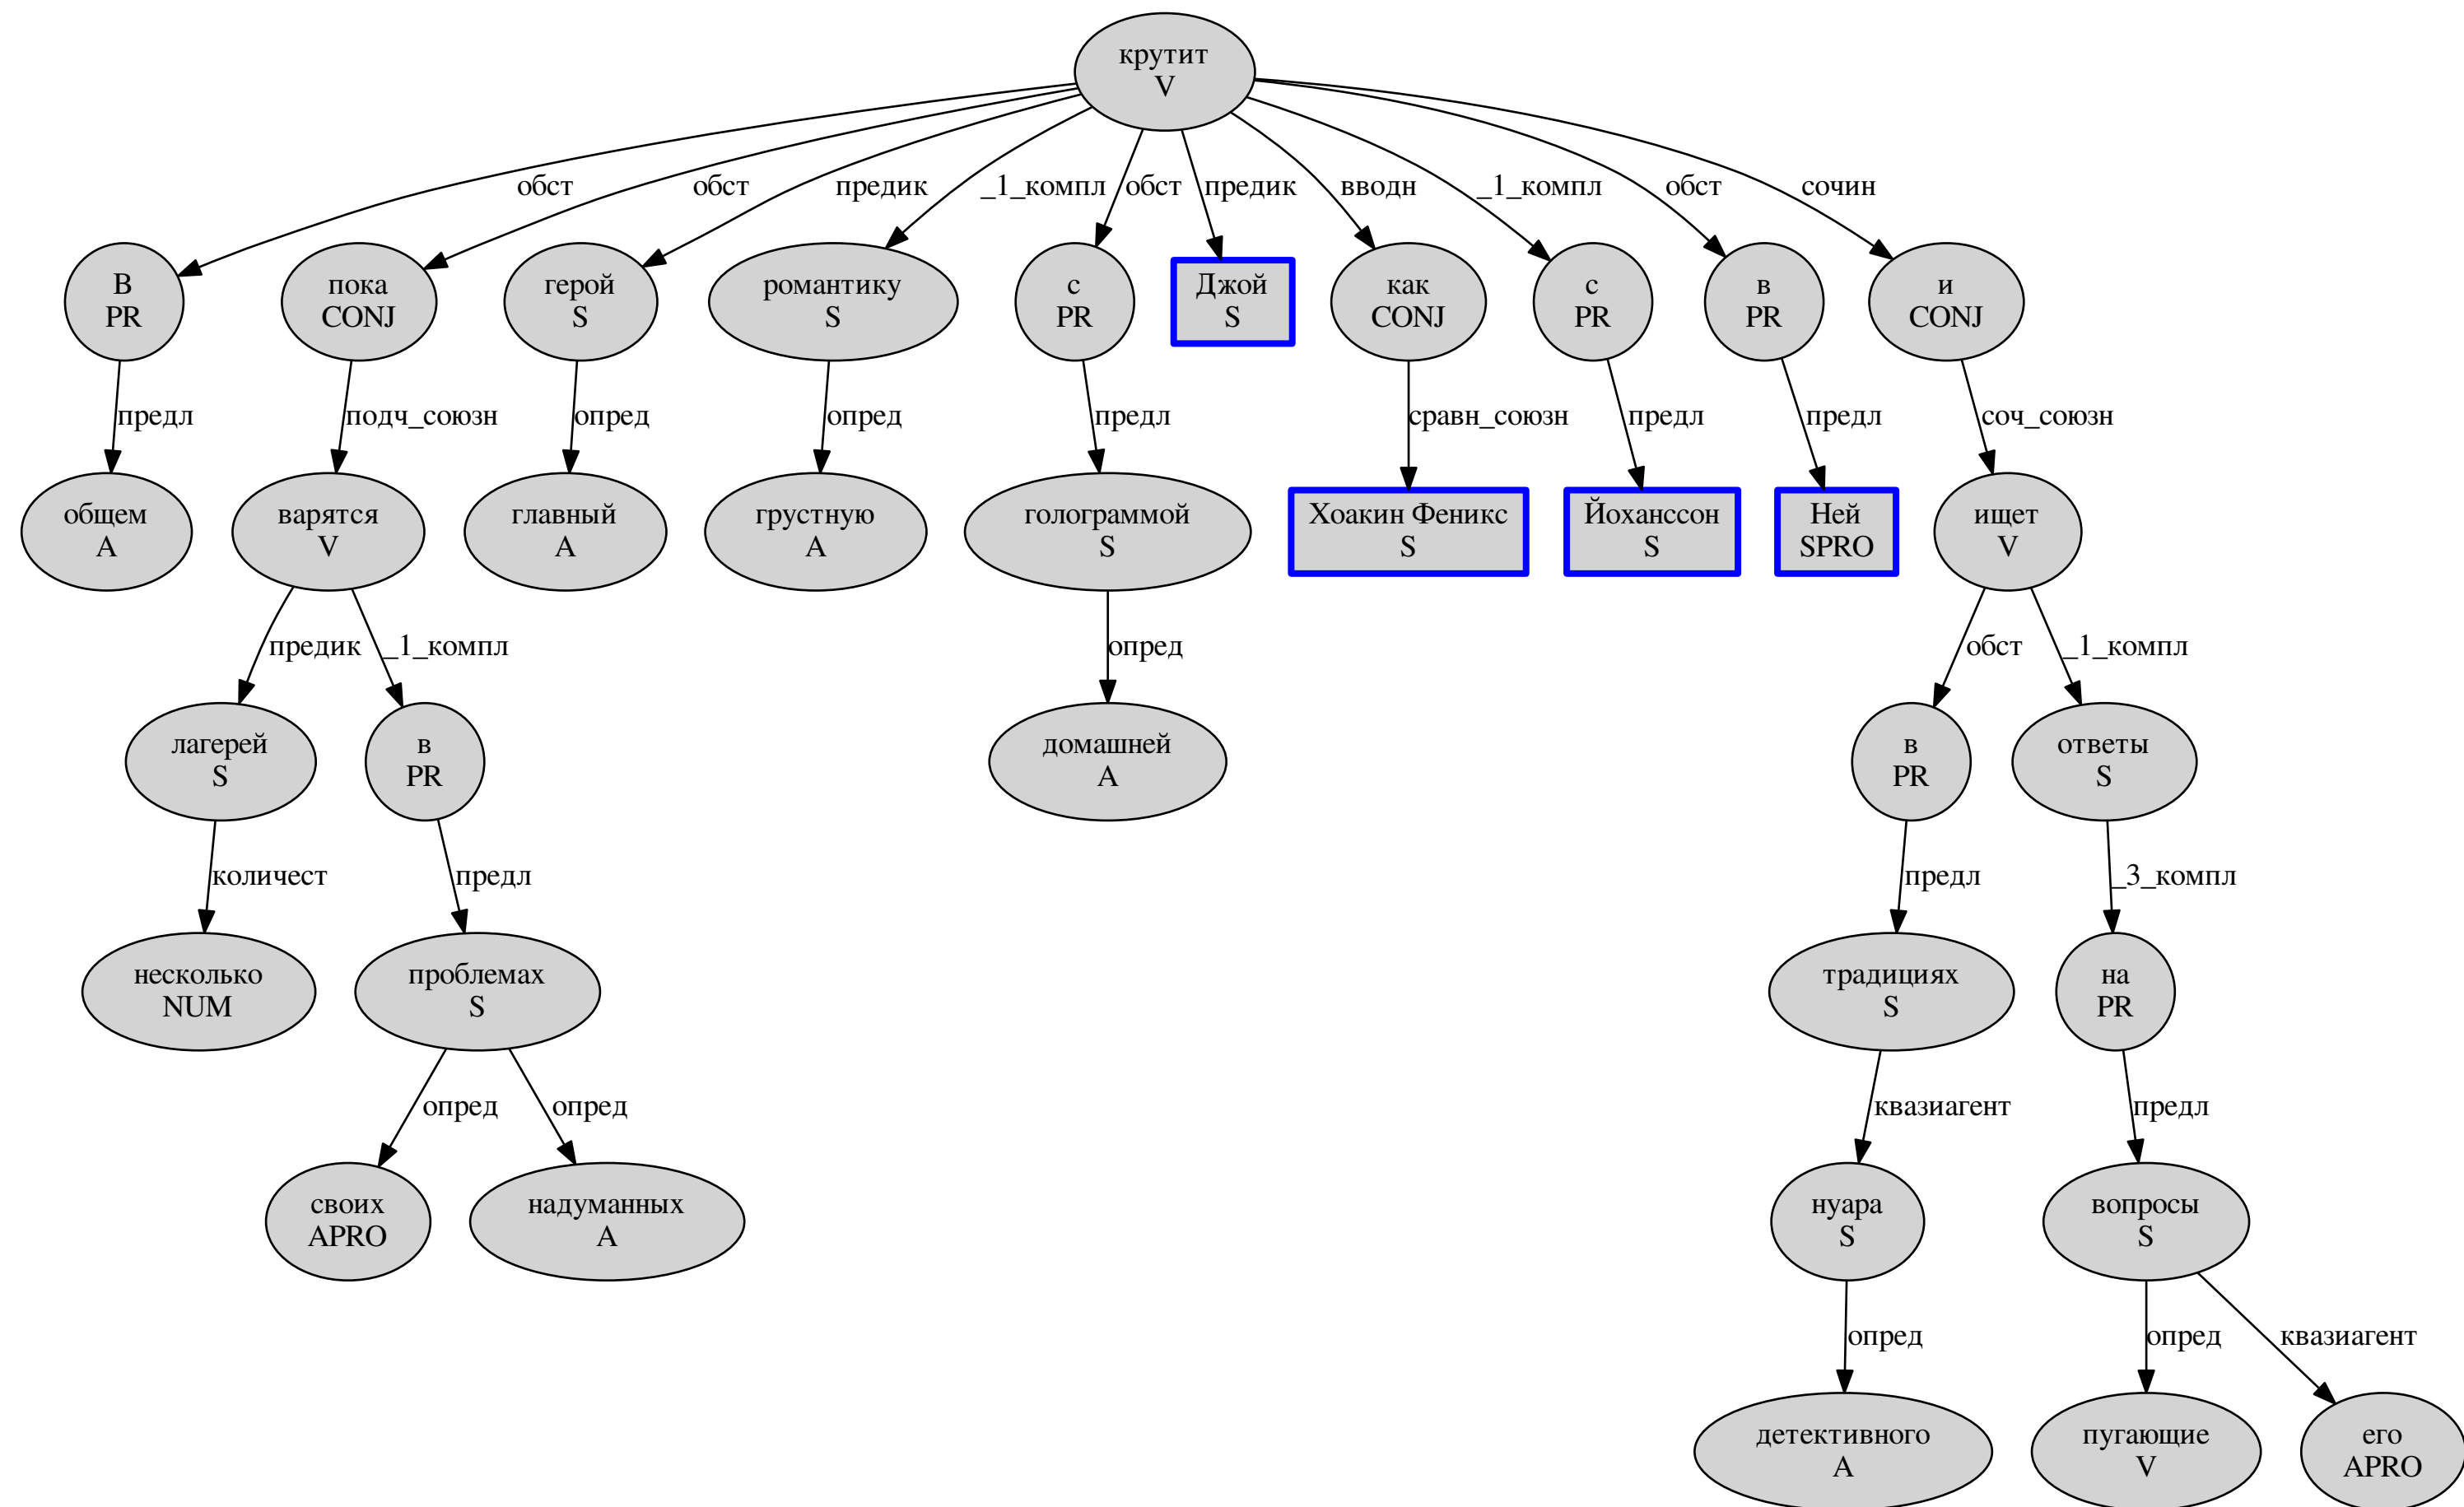 крутит
V
обст
обст
предик
_1_компл
обст
предик
вводн
_1_компл
обст
сочин
В
PR
пока
CONJ
герой
S
романтику
S
с
PR
Джой
S
как
CONJ
с
PR
в
PR
и
CONJ
предл
подч_союзн
опред
опред
предл
сравн_союзн
предл
предл
соч_союзн
общем
A
варятся
V
главный
A
грустную
A
голограммой
S
Хоакин Феникс
S
Йоханссон
S
Ней
SPRO
ищет
V
предик
_1_компл
опред
обст
_1_компл
лагерей
S
в
PR
домашней
A
в
PR
ответы
S
количест
предл
предл
_3_компл
несколько
NUM
проблемах
S
традициях
S
на
PR
опред
опред
квазиагент
предл
своих
APRO
надуманных
A
нуара
S
вопросы
S
опред
опред
квазиагент
детективного
A
пугающие
V
его
APRO